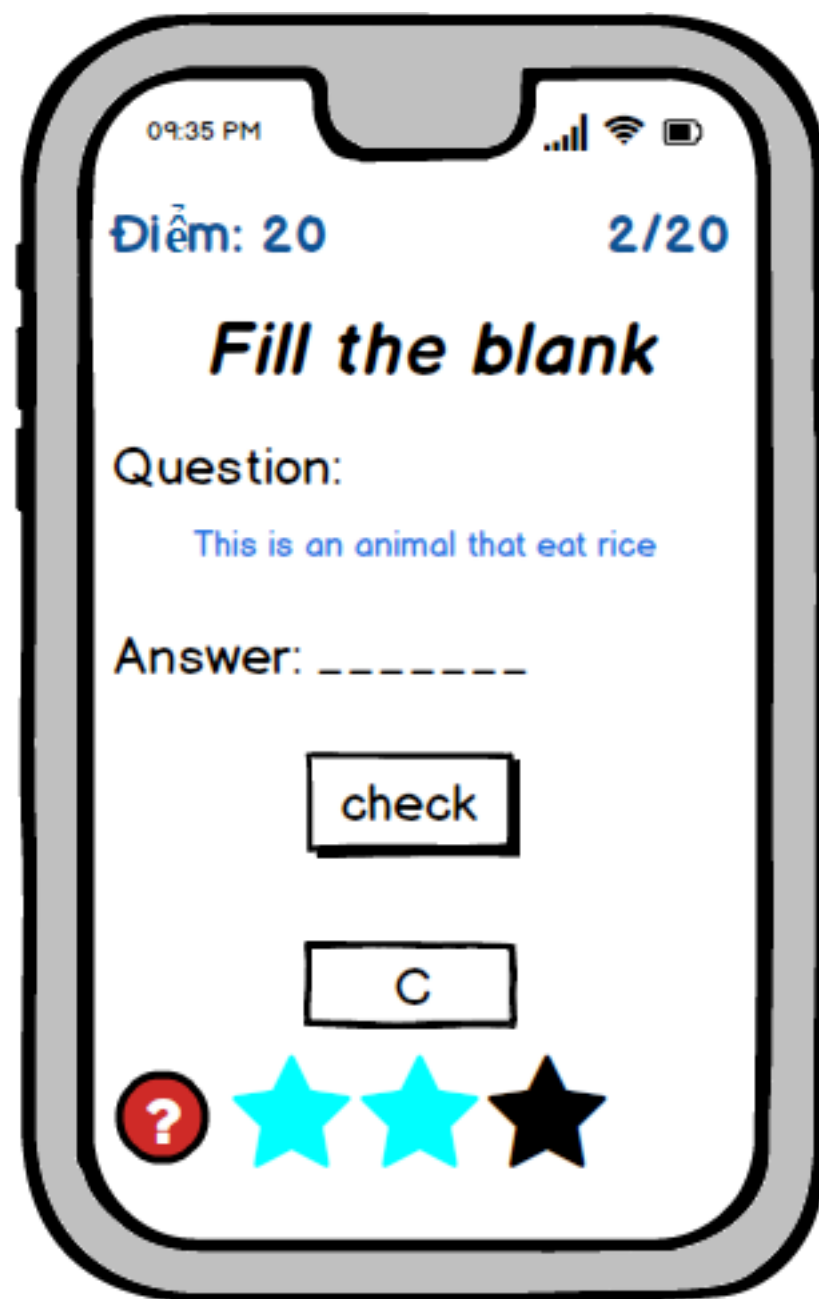 09:35 PM
Điểm: 20 2/20
Fill the blank
Question:
This is an animal that eat rice
Answer: _ _ _ _ _ _ _
check
C
?